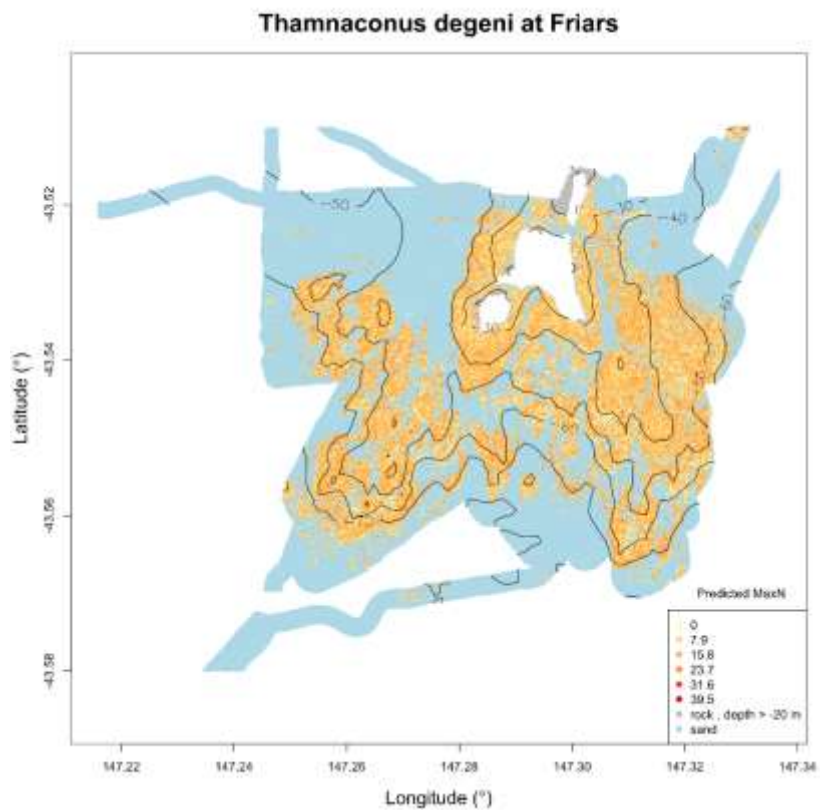 Thamnaconus degeni at Friars
-43.52
-43.54
-43.56
-43.58
Latitude (°)
-50
-40
Predicted MaxN
0
7.9
15.8
23.7
31.6
39.5
rock , depth > -20 m
sand
147.22 147.24 147.26 147.28 147.30 147.32 147.34
Longitude (°)